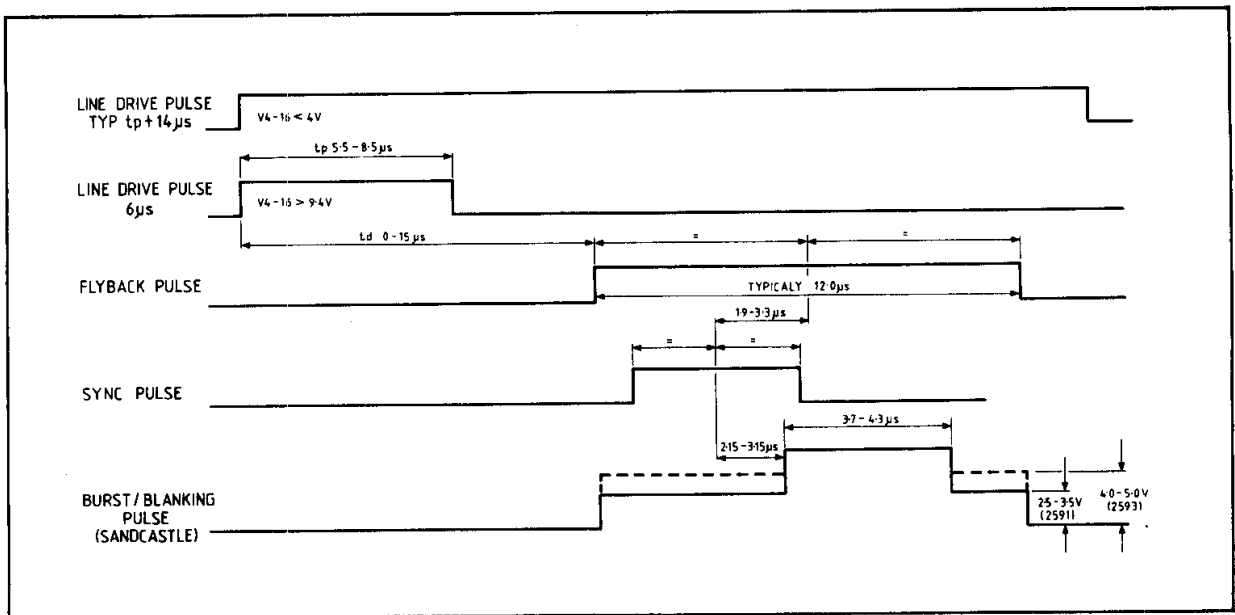 LINE DRIVE PULSE
TYP tp+14µs
V4-16 < 4V
tp 5·5-8·5µs
LINE DRIVE PULSE
6µs
V4-16 > 9·4V
td 0-15µs
=
=
FLYBACK PULSE
TYPICALY 12·0µs
1·9-3·3µs
=
=
SYNC PULSE
3·7-4·3µs
2·15-3·15µs
BURST/BLANKING
PULSE
(SANDCASTLE)
2·5-3·5V
(2591)
4·0-5·0V
(2593)